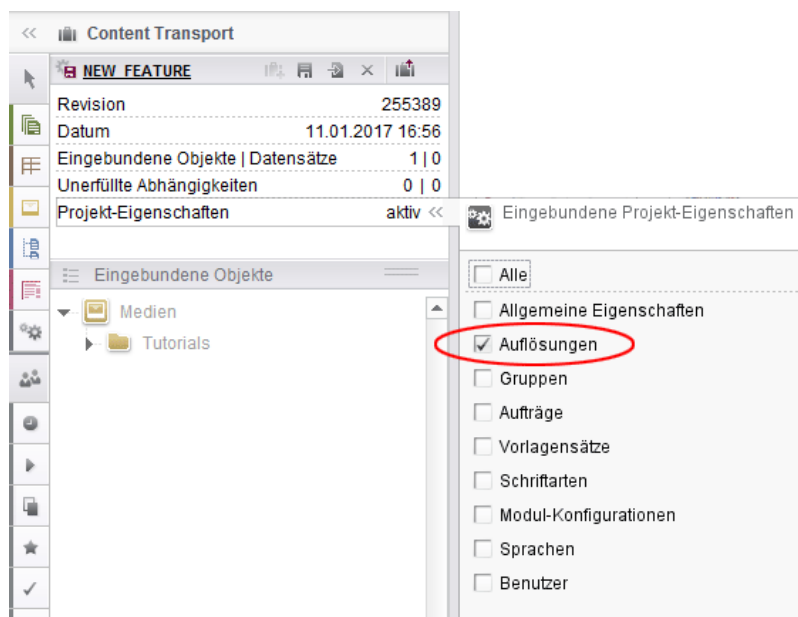 Content Transport
NEW FEATURE
Revision 255389
Datum 11.01.2017 16:56
Eingebundene Objekte | Datensätze 1 | 0
Unerfüllte Abhängigkeiten 0 | 0
Projekt-Eigenschaften aktiv
Eingebundene Objekte
Medien
Tutorials
Eingebundene Projekt-Eigenschaften
Alle
Allgemeine Eigenschaften
Auflösungen
Gruppen
Aufträge
Vorlagensätze
Schriftarten
Modul-Konfigurationen
Sprachen
Benutzer